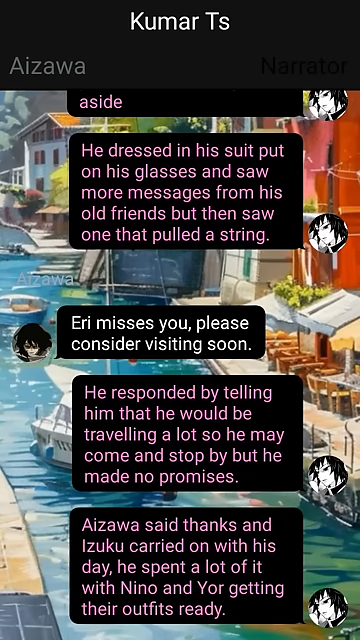 Kumar Ts
Aizawa Narrator
aside
He dressed in his suit put
on his glasses and saw
more messages from his
old friends but then saw
one that pulled a string.
Aizawa
Eri misses you, please
consider visiting soon.
He responded by telling
him that he would be
travelling a lot so he may
come and stop by but he
made no promises.
Aizawa said thanks and
Izuku carried on with his
day, he spent a lot of it
with Nino and Yor getting
their outfits ready.